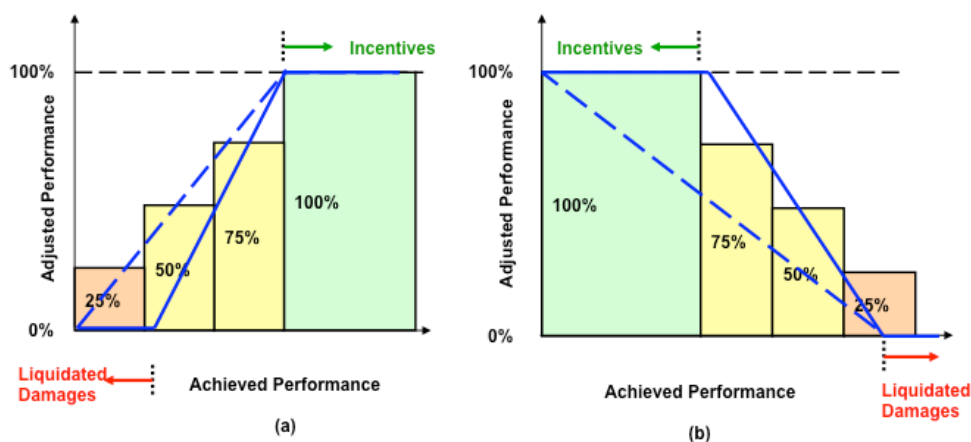 Incentives
100%
Adjusted Performance
100%
75%
50%
25%
0%
Liquidated
Damages
Achieved Performance
(a)
Incentives
100%
Adjusted Performance
100%
75%
50%
25%
0%
Achieved Performance
Liquidated
Damages
(b)